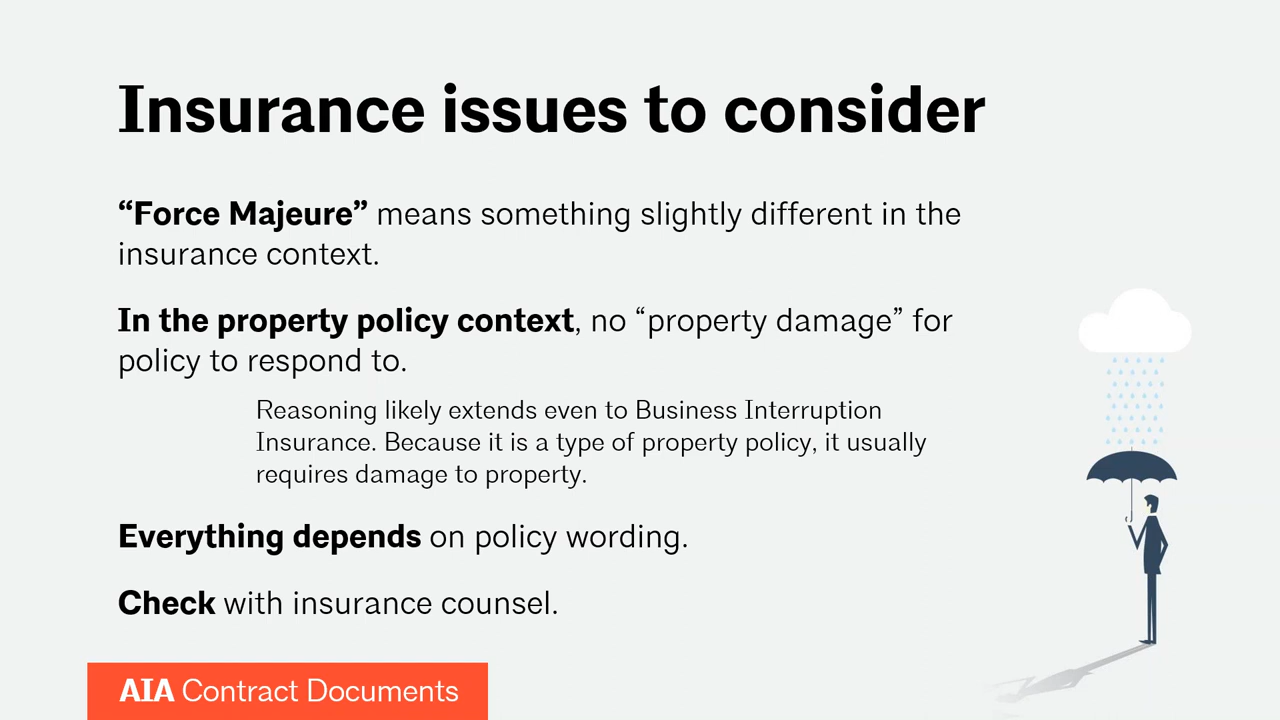 Insurance issues to consider
“Force Majeure” means something slightly different in the
insurance context.
In the property policy context, no “property damage” for
policy to respond to.
Reasoning likely extends even to Business Interruption
Insurance. Because it is a type of property policy, it usually
requires damage to property.
Everything depends on policy wording.
Check with insurance counsel.
AIA Contract Documents